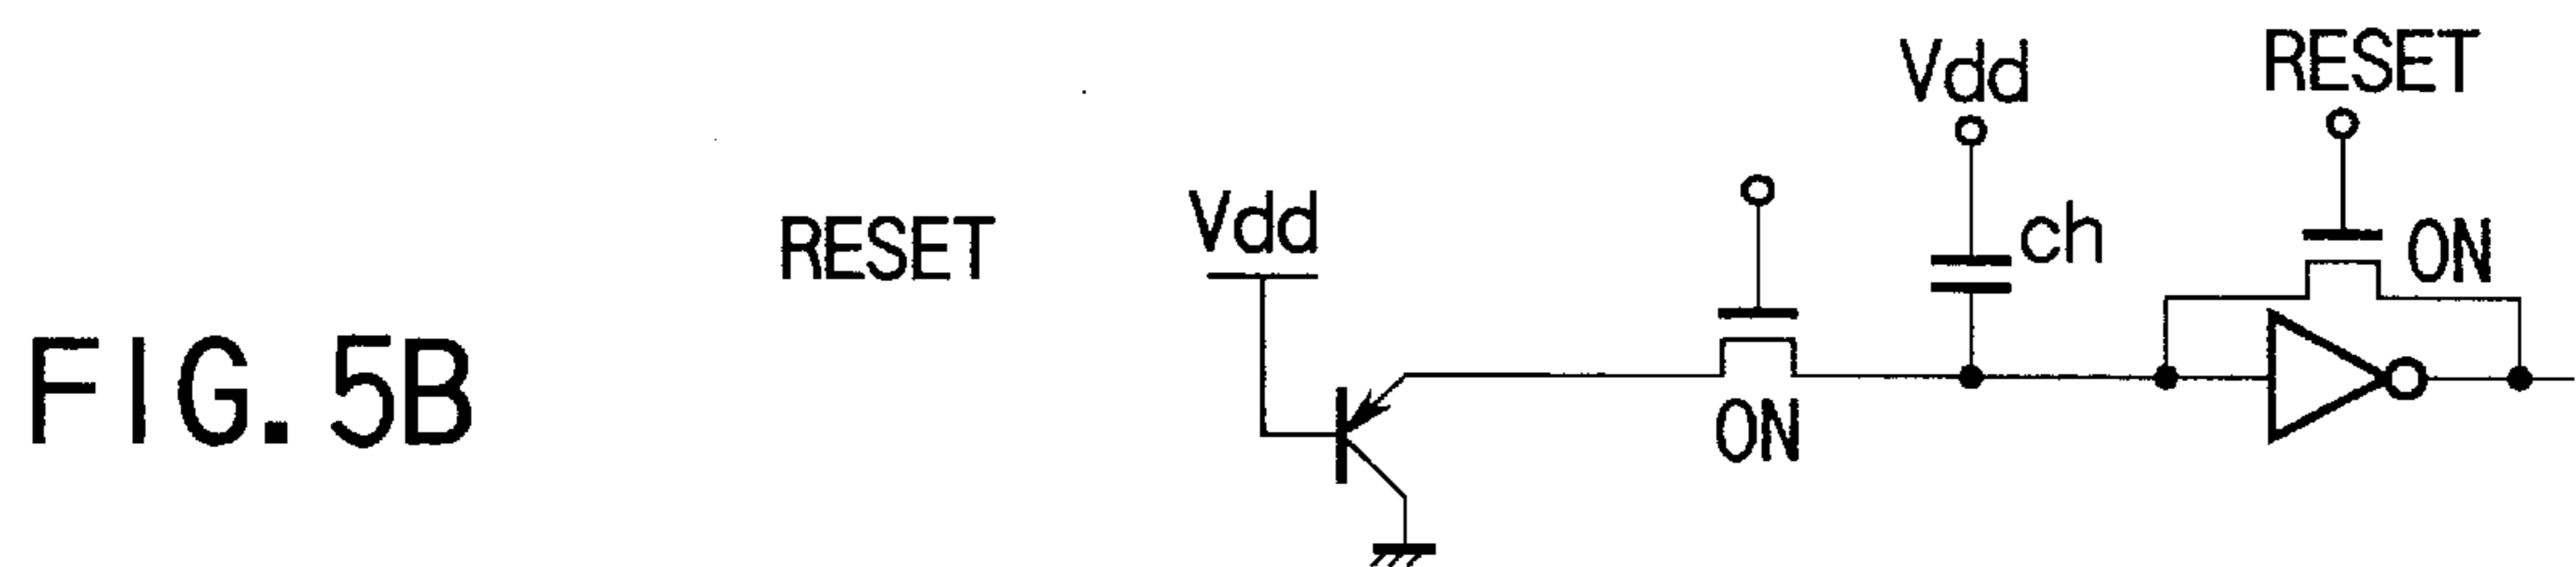 FIG. 5B
RESET
Vdd
ON
Vdd
ch
RESET
ON